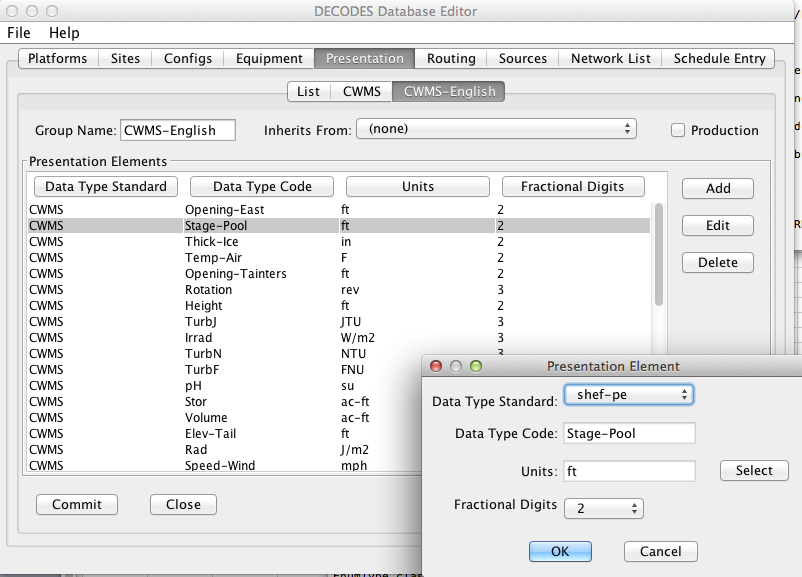 DECODES Database Editor
File Help
Platforms Sites Configs Equipment Presentation Routing Sources Network List Schedule Entry
List CWMS CWMS-English
Group Name: CWMS-English Inherits From: (none) Production
Presentation Elements
Data Type Standard Data Type Code Units Fractional Digits Add
CWMS Opening-East ft 2
CWMS Stage-Pool ft 2 Edit
CWMS Thick-Ice in 2
CWMS Temp-Air F 2 Delete
CWMS Opening-Tainters ft 2
CWMS Rotation rev 3
CWMS Height ft 2
CWMS TurbJ JTU 3
CWMS Irrad W/m2 3
CWMS TurbN NTU 3
CWMS TurbF FNU
CWMS pH su
CWMS Stor ac-ft
CWMS Volume ac-ft
CWMS Elev-Tail ft
CWMS Rad J/m2
CWMS Speed-Wind mph
Commit Close
Presentation Element
Data Type Standard: shef-pe
Data Type Code: Stage-Pool
Units: ft Select
Fractional Digits 2
OK Cancel